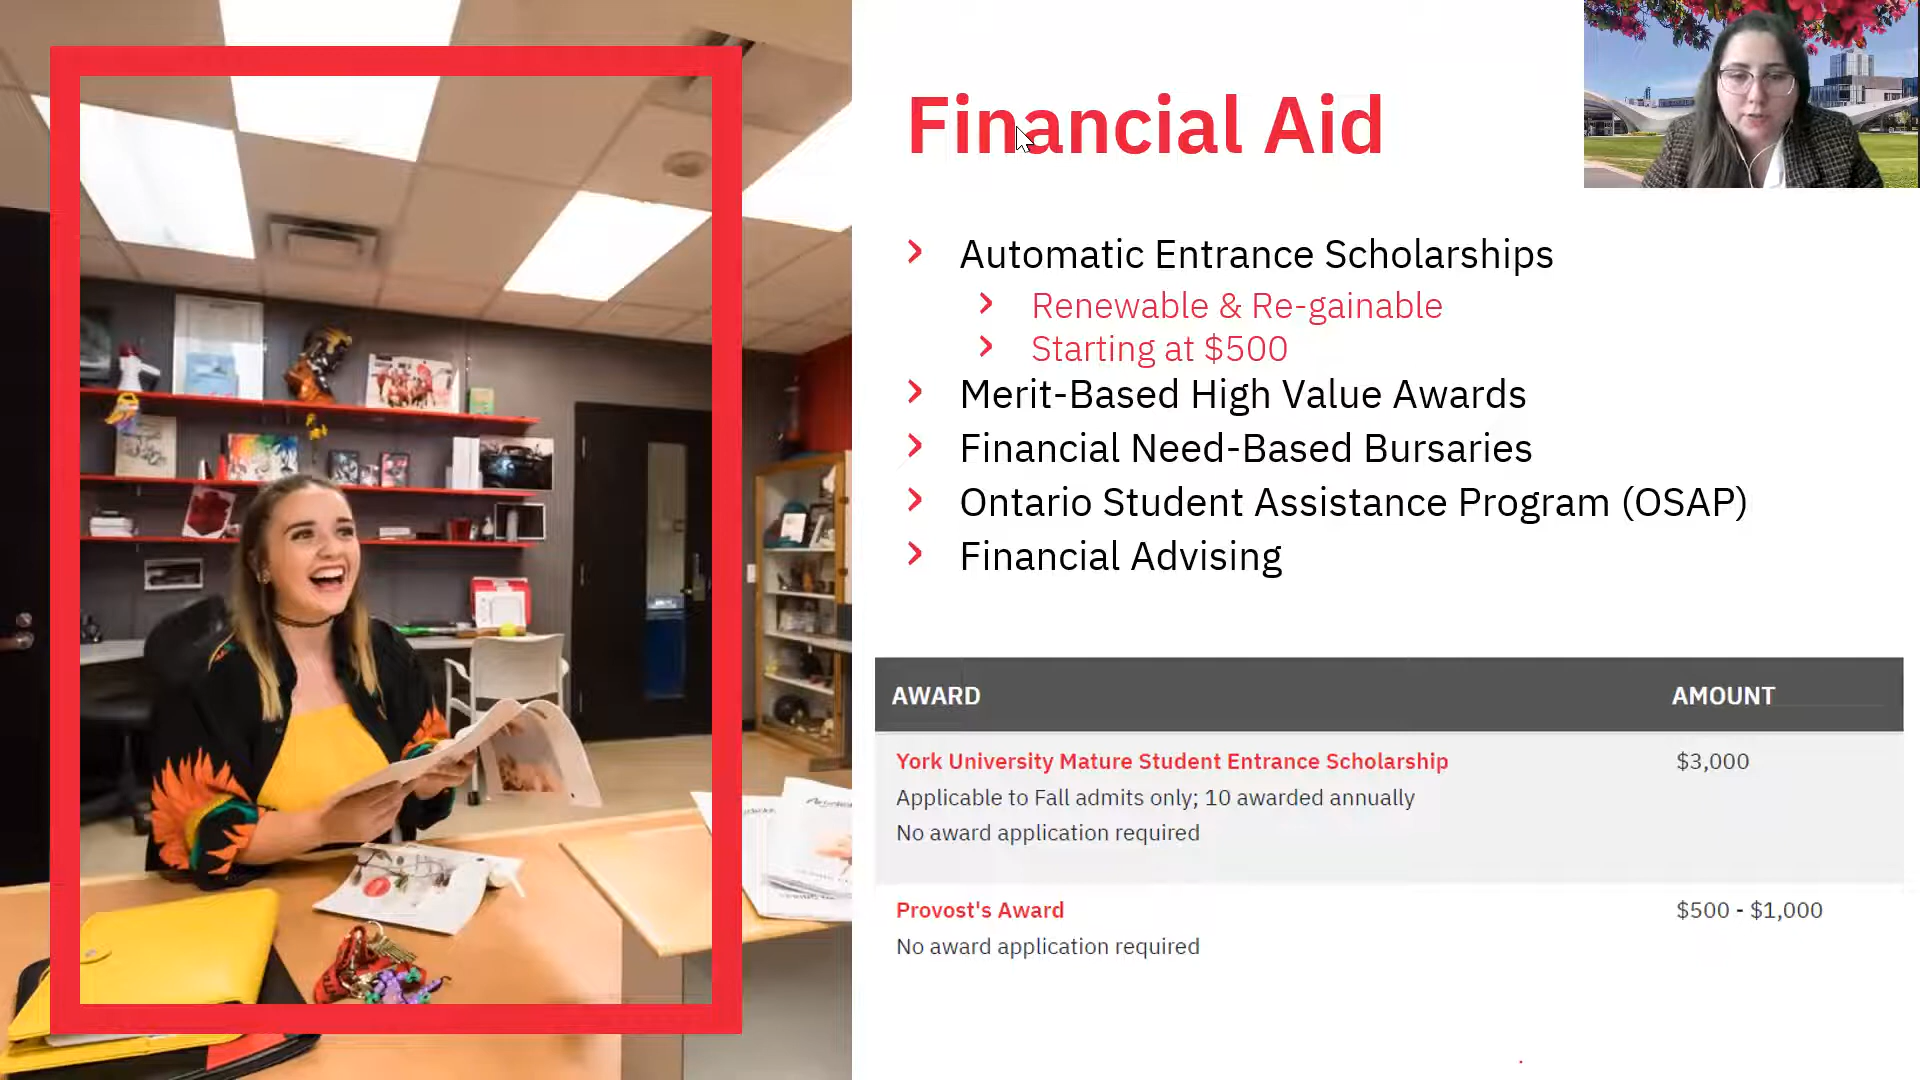 Financial Aid
Automatic Entrance Scholarships
Renewable & Re-gainable
Starting at $500
Merit-Based High Value Awards
Financial Need-Based Bursaries
Ontario Student Assistance Program (OSAP)
Financial Advising
AWARD AMOUNT
York University Mature Student Entrance Scholarship $3,000
Applicable to Fall admits only; 10 awarded annually
No award application required
Provost's Award $500 - $1,000
No award application required